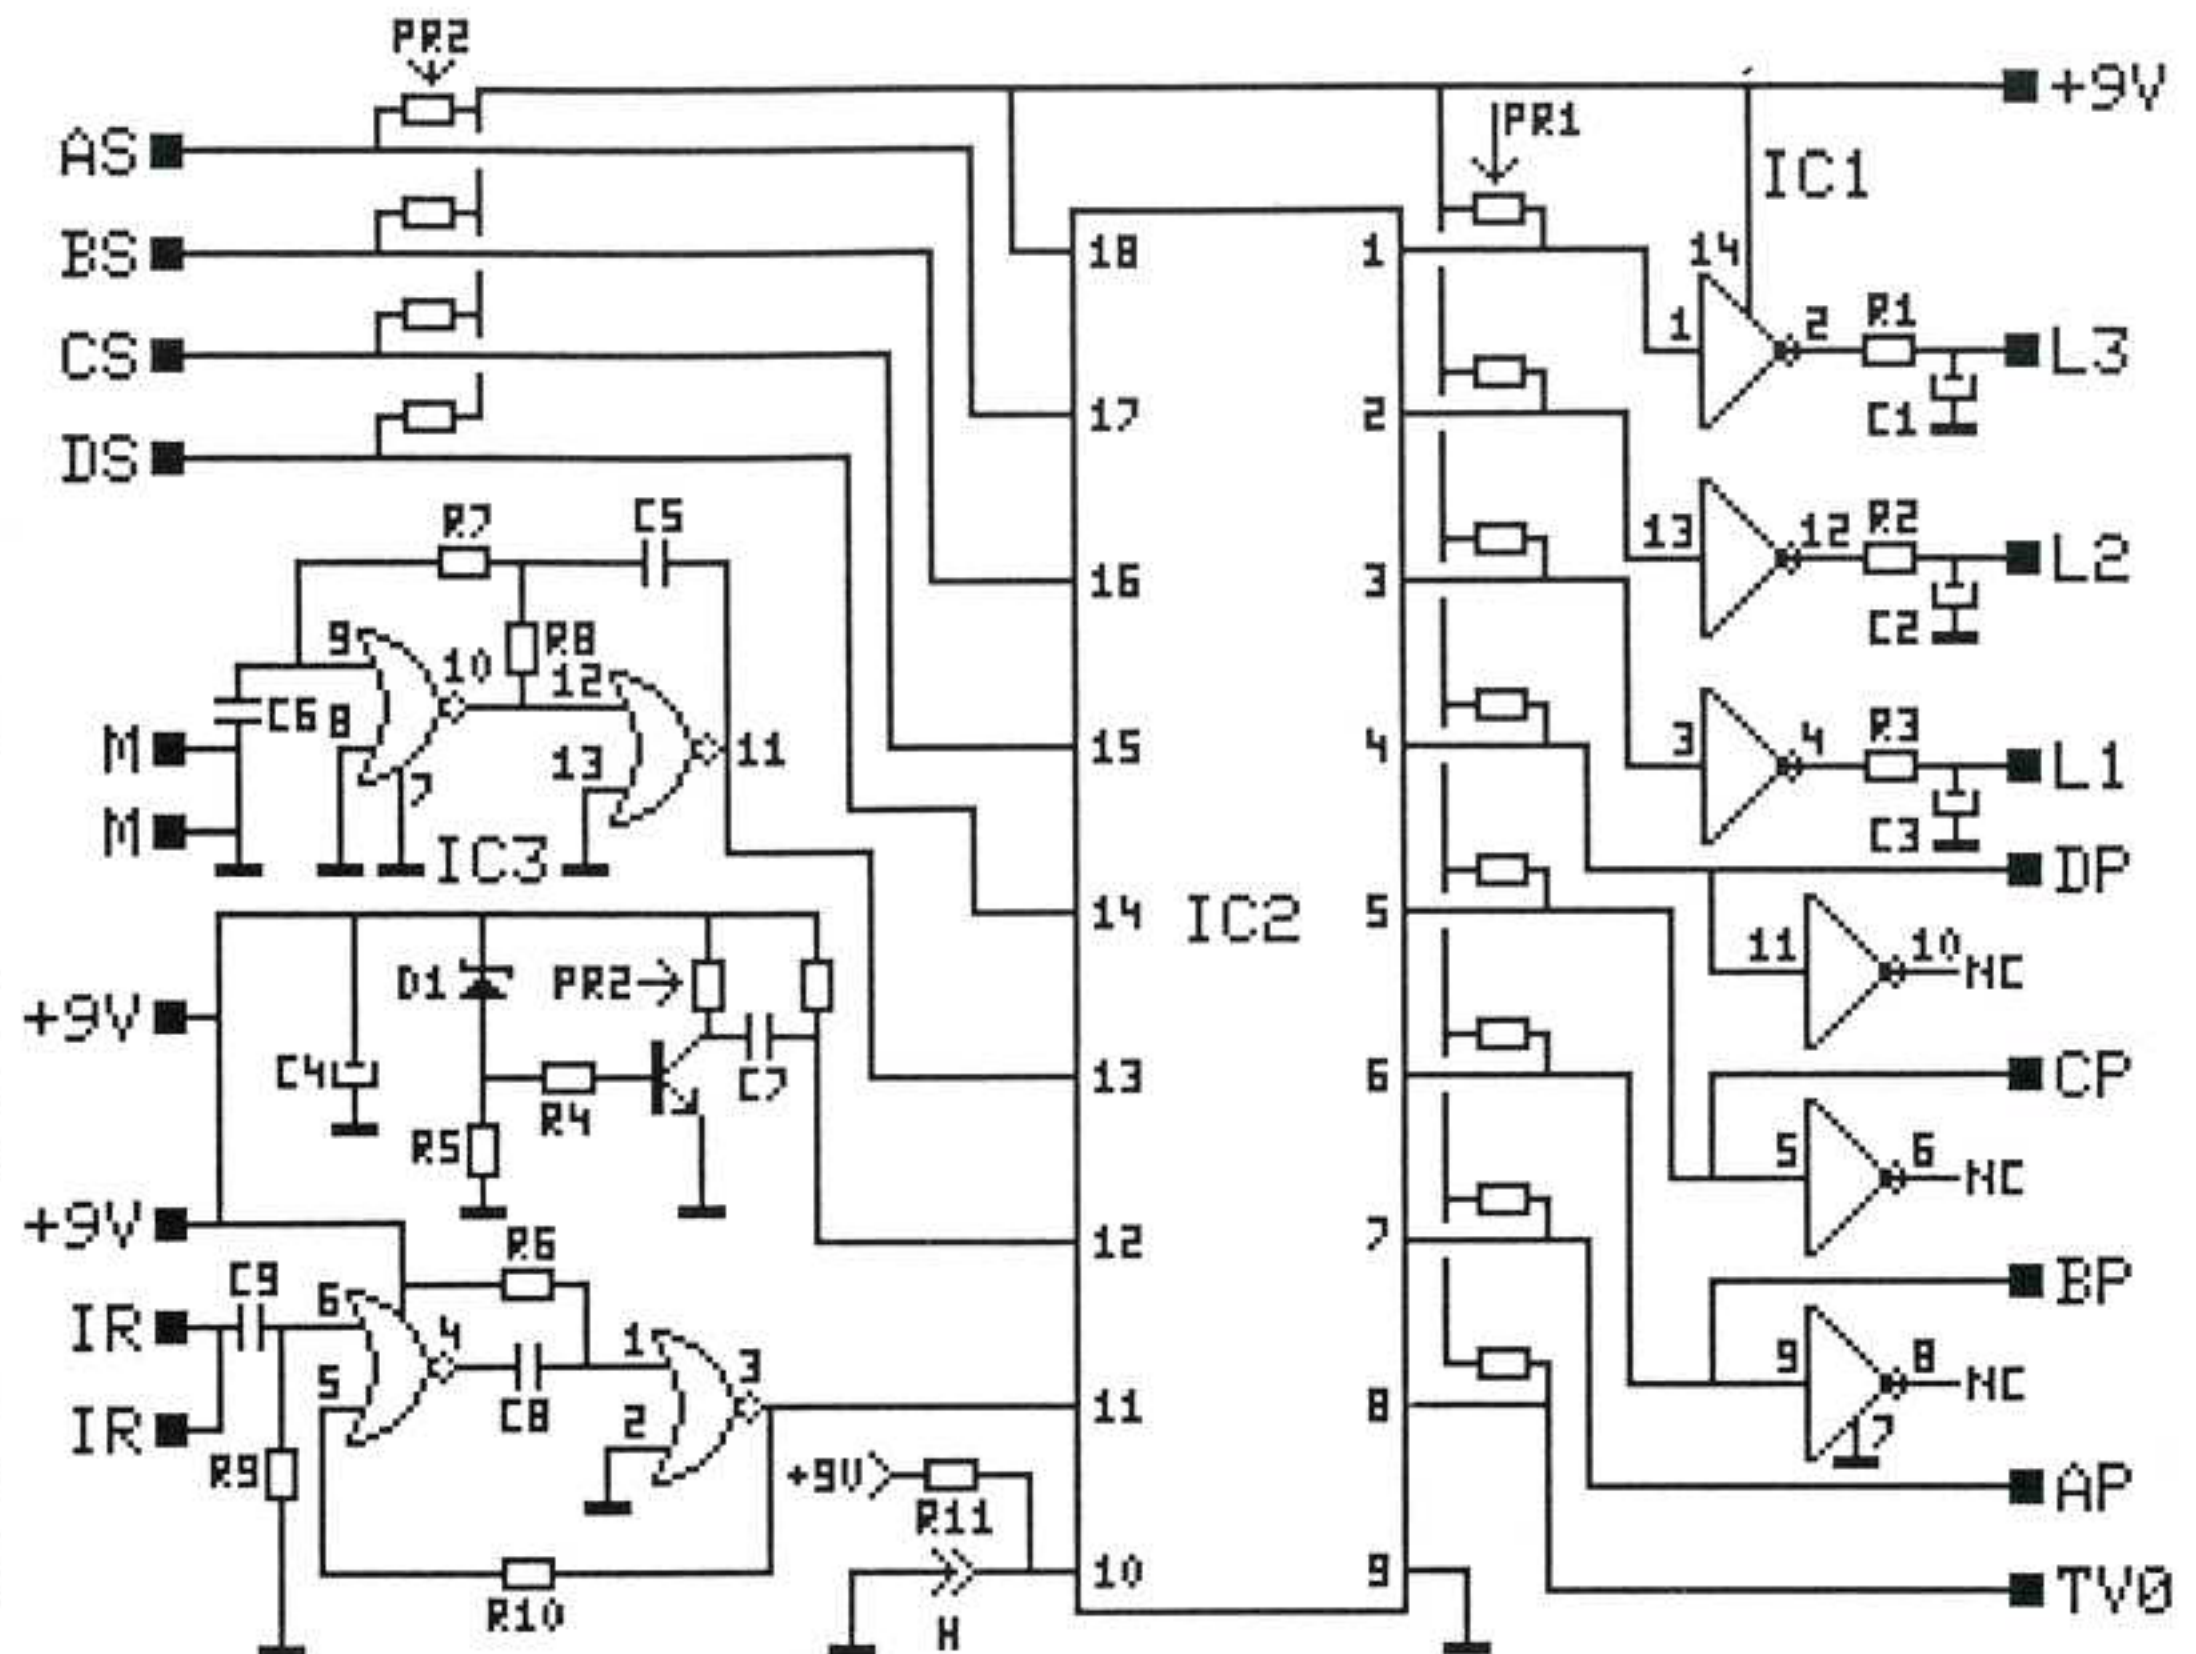 PR2
+9V
PR1
AS
IC1
BS
18
1
14
1
2
R1
L3
CS
C1
17
2
DS
R7
C5
13
12
R2
L2
16
3
C2
9
10
R8
12
C6
8
3
4
R3
L1
M
13
11
15
4
7
M
IC3
C3
DP
14
IC2
5
11
10
NC
D1
PR2
+9V
C4
C7
13
6
CP
R4
R5
5
6
NC
+9V
R6
12
7
C9
BP
IR
6
4
1
3
9
8
NC
5
C8
2
11
8
7
IR
R9
+9V
AP
R11
10
9
TV0
R10
H